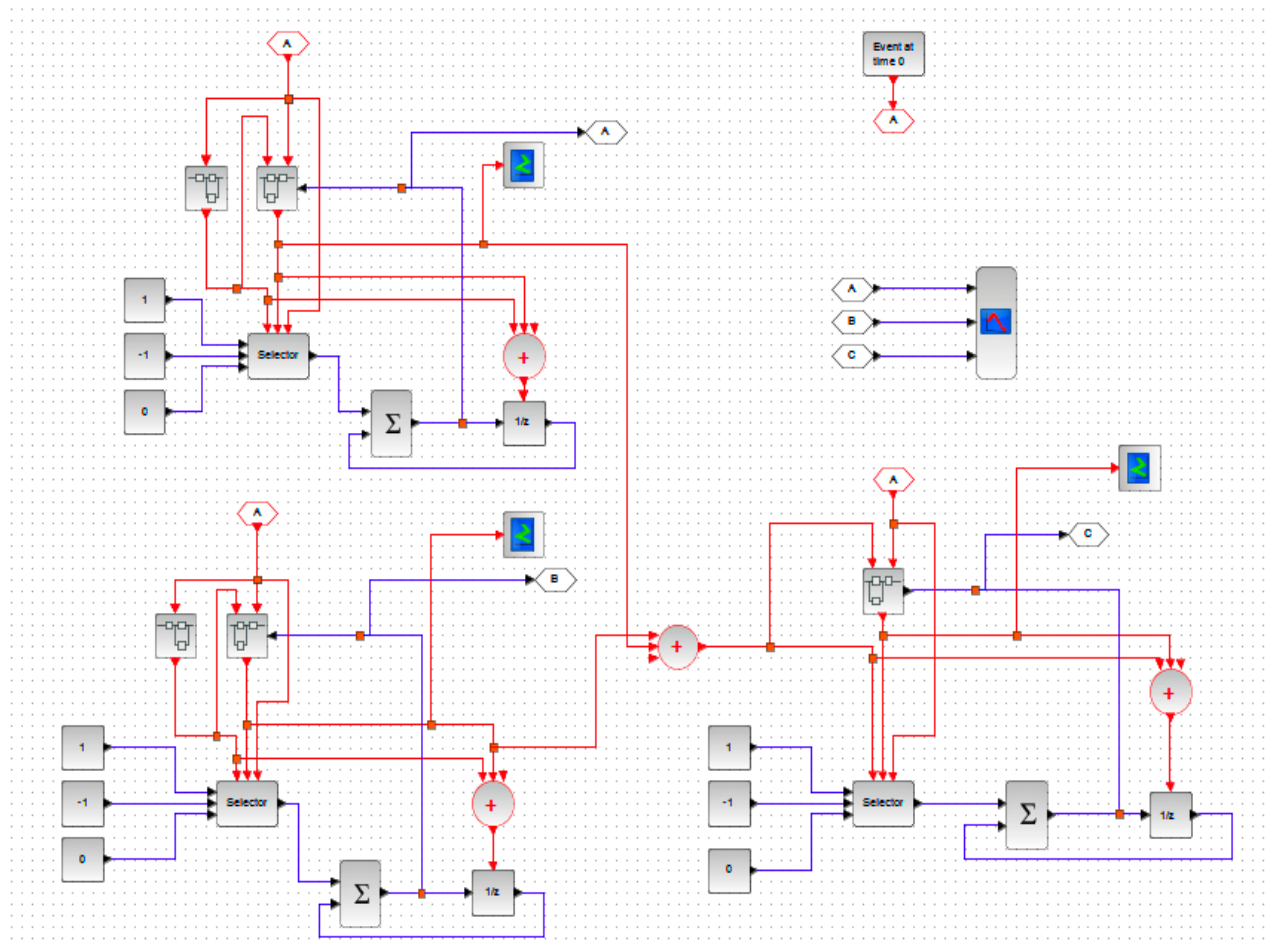 A
Event at
time 0
A
A
1
-1
0
Selector
+
Σ
1/z
A
B
C
A
B
1
-1
0
Selector
+
Σ
1/z
+
A
C
1
-1
0
Selector
+
Σ
1/z